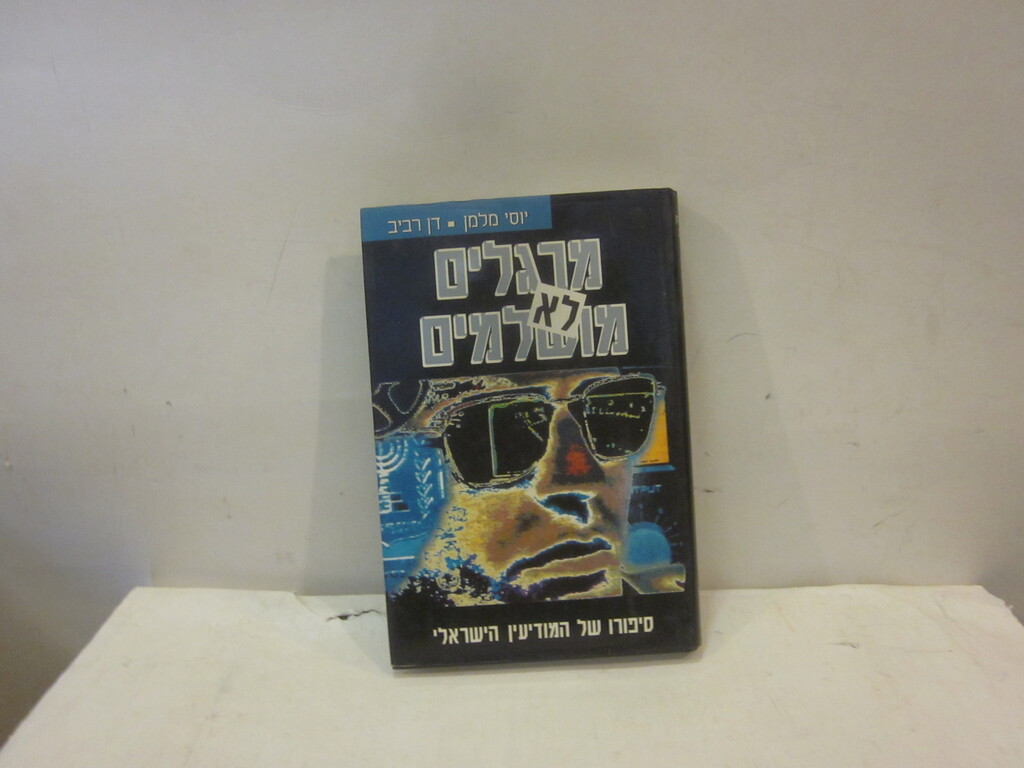 יוסי מלמן ▪ דן רביב
מרגלים
לא
מושלמים
סיפורו של המודיעין הישראלי